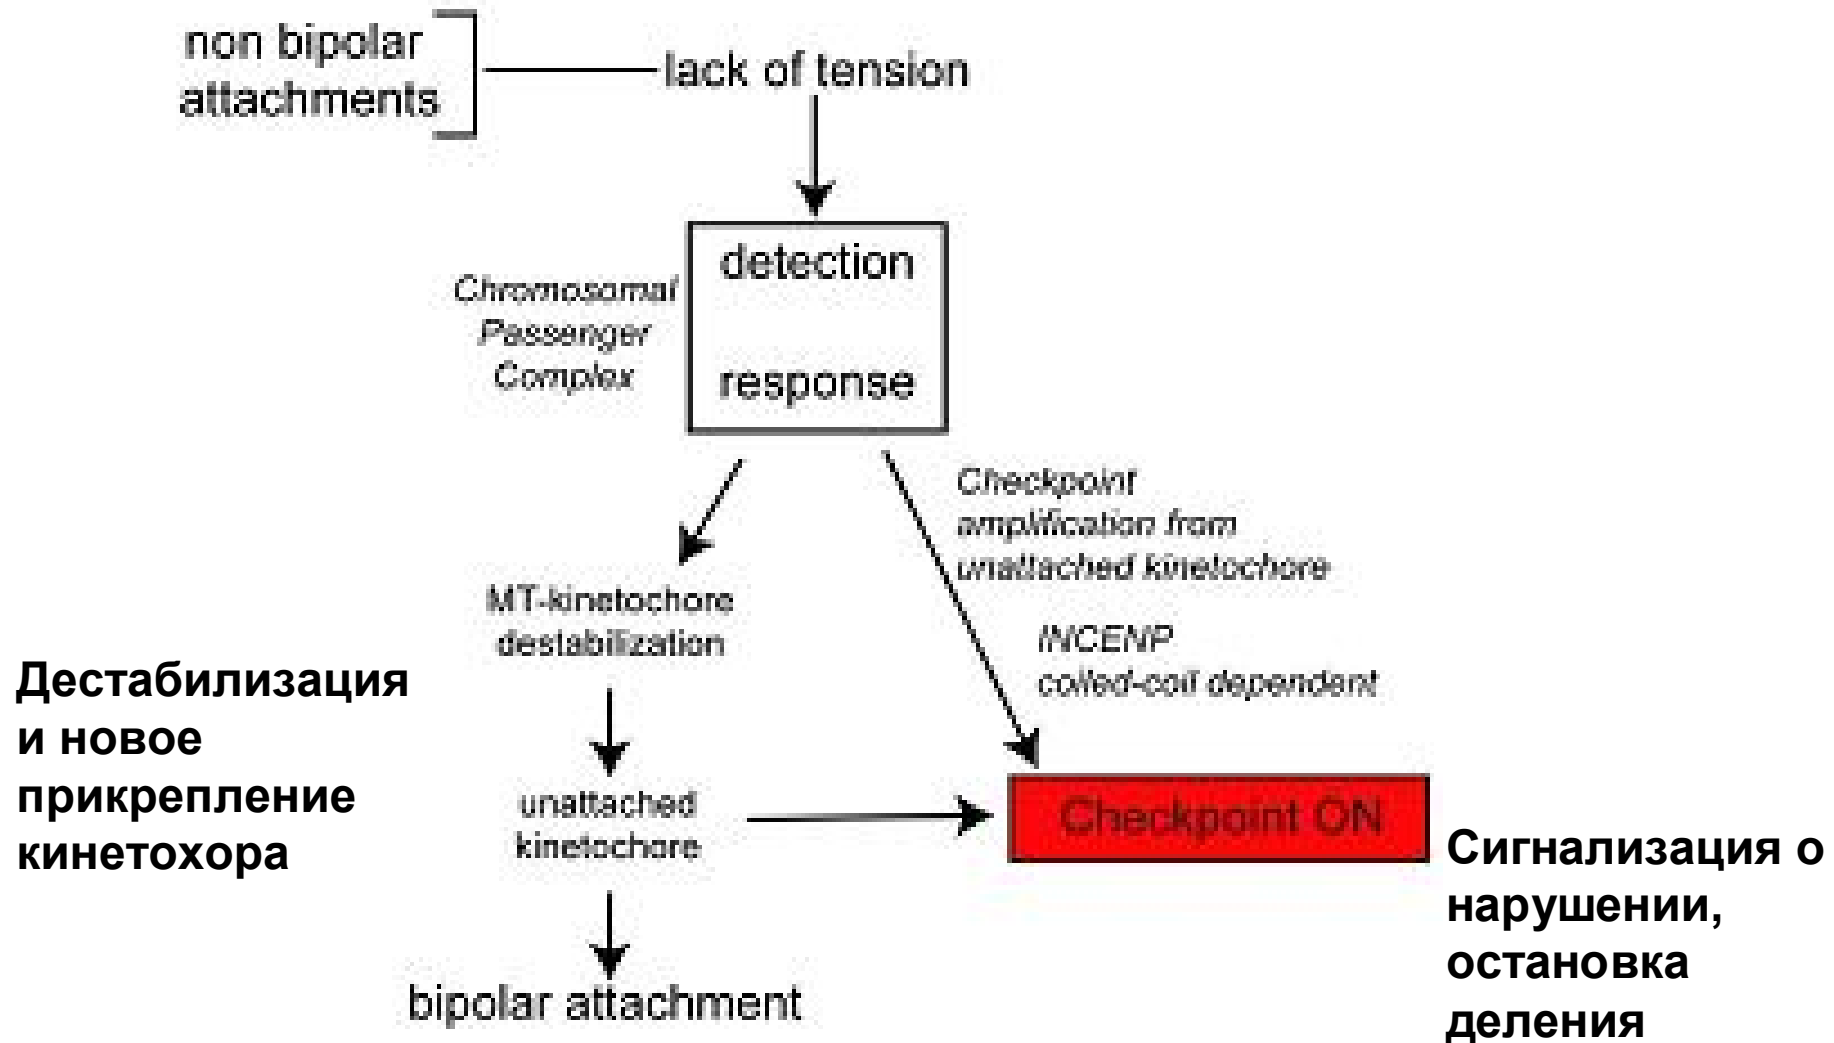 non bipolar
attachments
lack of tension
detection
response
Chromosomal
Passenger
Complex
Checkpoint
amplification from
unattached kinetochore
INCENP
coiled-coil dependent
MT-kinetochore
destabilization
Дестабилизация
и новое
прикрепление
кинетохора
unattached
kinetochore
Checkpoint ON
Сигнализация о
нарушении,
остановка
деления
bipolar attachment